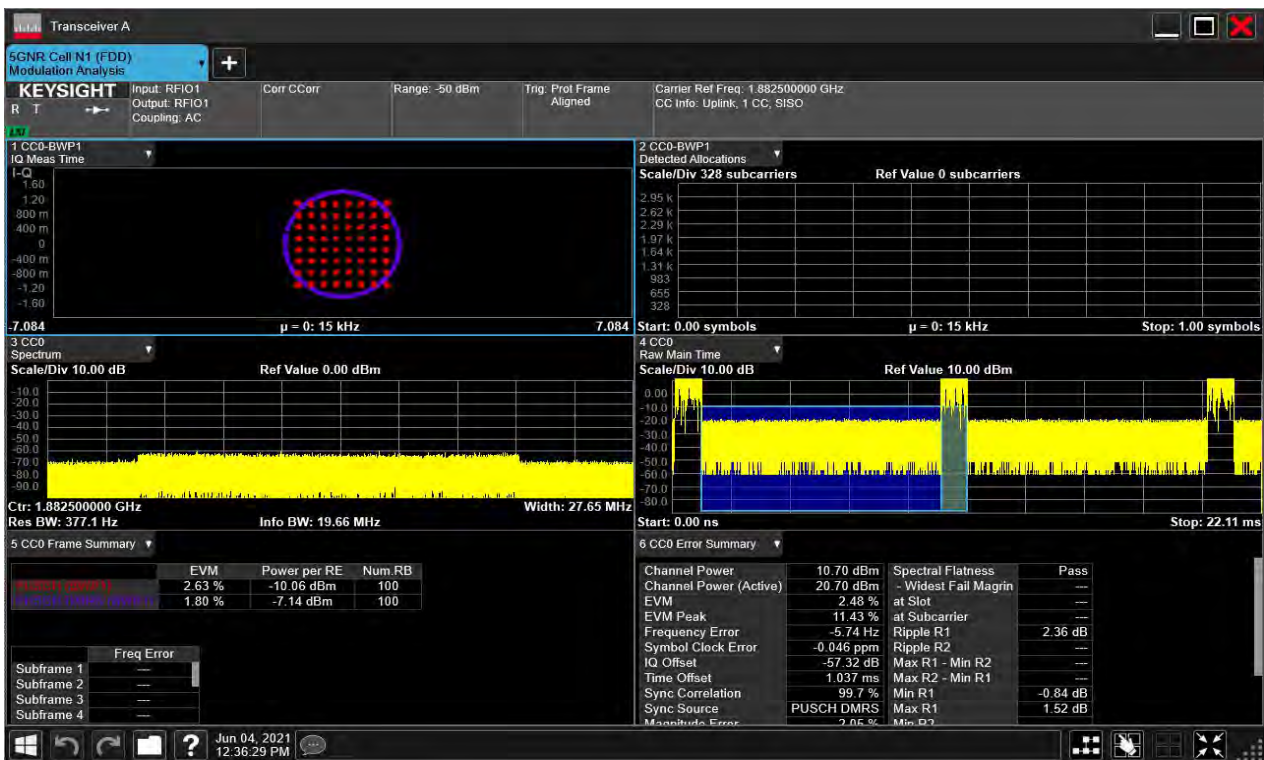 Transceiver A
5GNR Cell N1 (FDD)
Modulation Analysis
+
KEYSIGHT
R T
LXI
Input: RFIO1
Output: RFIO1
Coupling: AC
Corr CCorr
Range: -50 dBm
Trig: Prot Frame
Aligned
Carrier Ref Freq: 1.882500000 GHz
CC Info: Uplink, 1 CC, SISO
1 CC0-BWP1
IQ Meas Time
I-Q
1.60
1.20
800 m
400 m
0
-400 m
-800 m
-1.20
-1.60
-7.084 µ = 0: 15 kHz 7.084
2 CC0-BWP1
Detected Allocations
Scale/Div 328 subcarriers Ref Value 0 subcarriers
2.95 k
2.62 k
2.29 k
1.97 k
1.64 k
1.31 k
983
655
328
Start: 0.00 symbols µ = 0: 15 kHz Stop: 1.00 symbols
3 CC0
Spectrum
Scale/Div 10.00 dB Ref Value 0.00 dBm
-10.0
-20.0
-30.0
-40.0
-50.0
-60.0
-70.0
-80.0
-90.0
Ctr: 1.882500000 GHz Width: 27.65 MHz
Res BW: 377.1 Hz Info BW: 19.66 MHz
4 CC0
Raw Main Time
Scale/Div 10.00 dB Ref Value 10.00 dBm
0.00
-10.0
-20.0
-30.0
-40.0
-50.0
-60.0
-70.0
-80.0
Start: 0.00 ns Stop: 22.11 ms
5 CC0 Frame Summary
EVM Power per RE Num.RB
2.63 % -10.06 dBm 100
1.80 % -7.14 dBm 100
Freq Error
Subframe 1 ---
Subframe 2 ---
Subframe 3 ---
Subframe 4 ---
6 CC0 Error Summary
Channel Power 10.70 dBm Spectral Flatness Pass
Channel Power (Active) 20.70 dBm - Widest Fail Magrin ---
EVM 2.48 % at Slot ---
EVM Peak 11.43 % at Subcarrier ---
Frequency Error -5.74 Hz Ripple R1 2.36 dB
Symbol Clock Error -0.046 ppm Ripple R2 ---
IQ Offset -57.32 dB Max R1 - Min R2 ---
Time Offset 1.037 ms Max R2 - Min R1 ---
Sync Correlation 99.7 % Min R1 -0.84 dB
Sync Source PUSCH DMRS Max R1 1.52 dB
Magnitude Error 2.05 % Min R2
?
Jun 04, 2021
12:36:29 PM